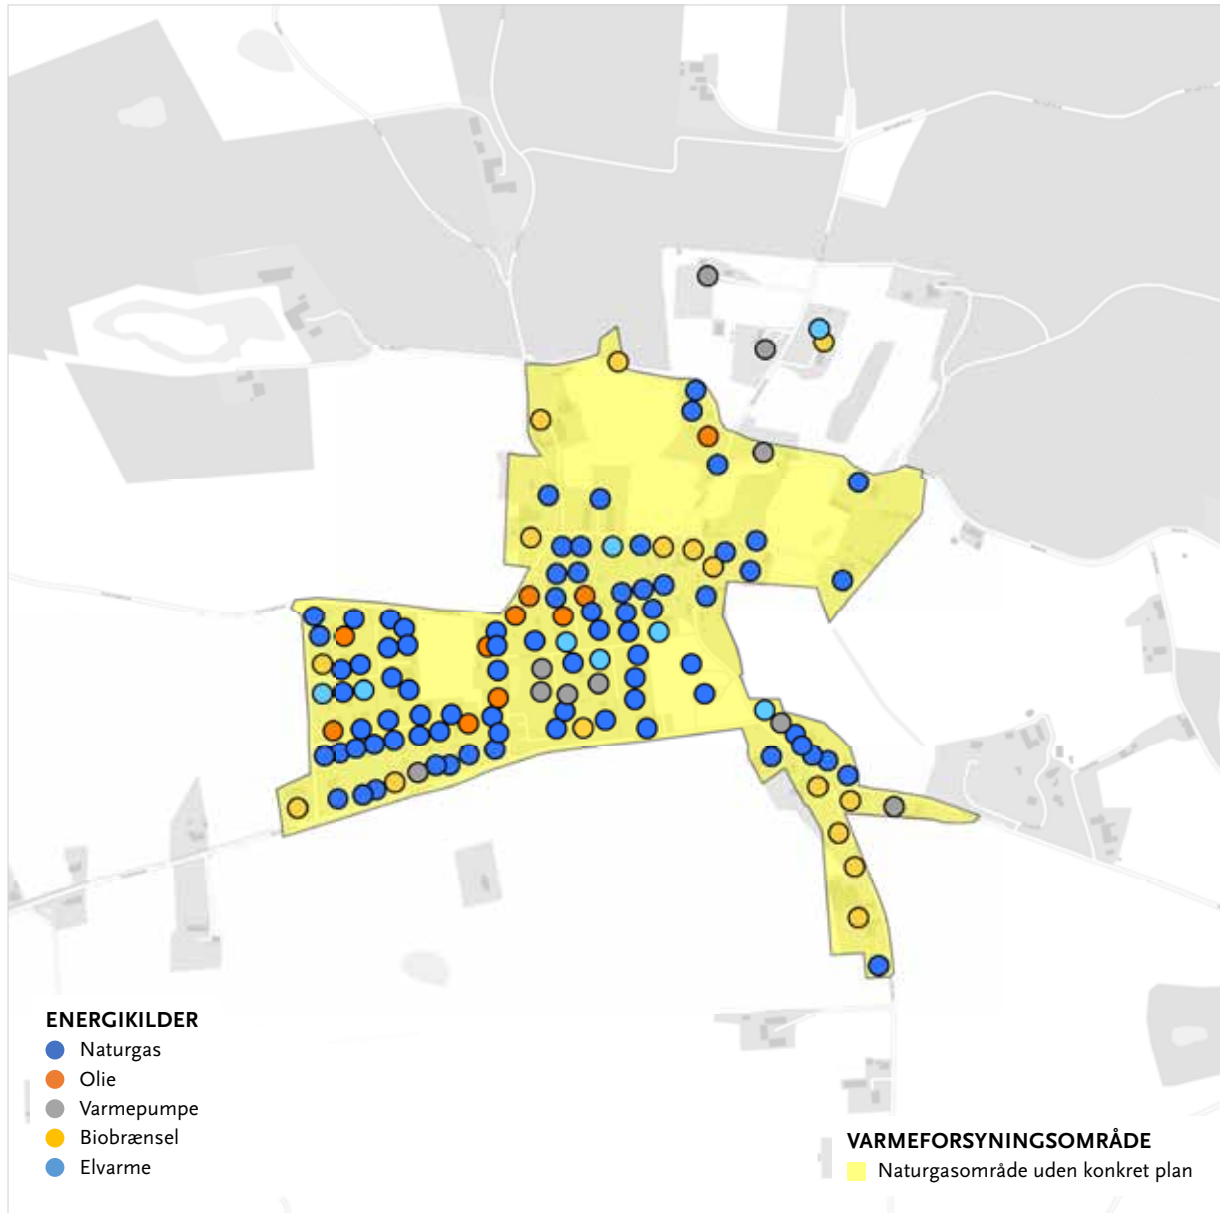 ENERGIKILDER
Naturgas
Olie
Varmepumpe
Biobrænsel
Elvarme
VARMEFORSYNINGSOMRÅDE
Naturgasområde uden konkret plan